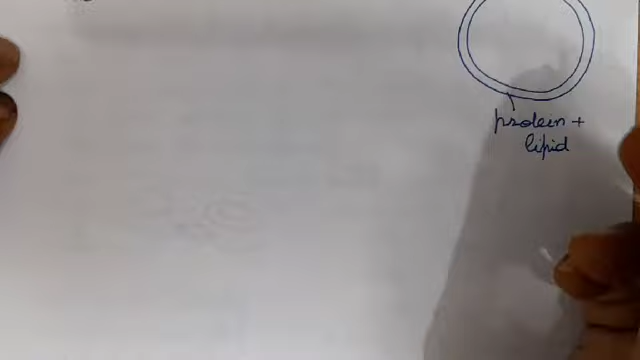 protein +
lipid